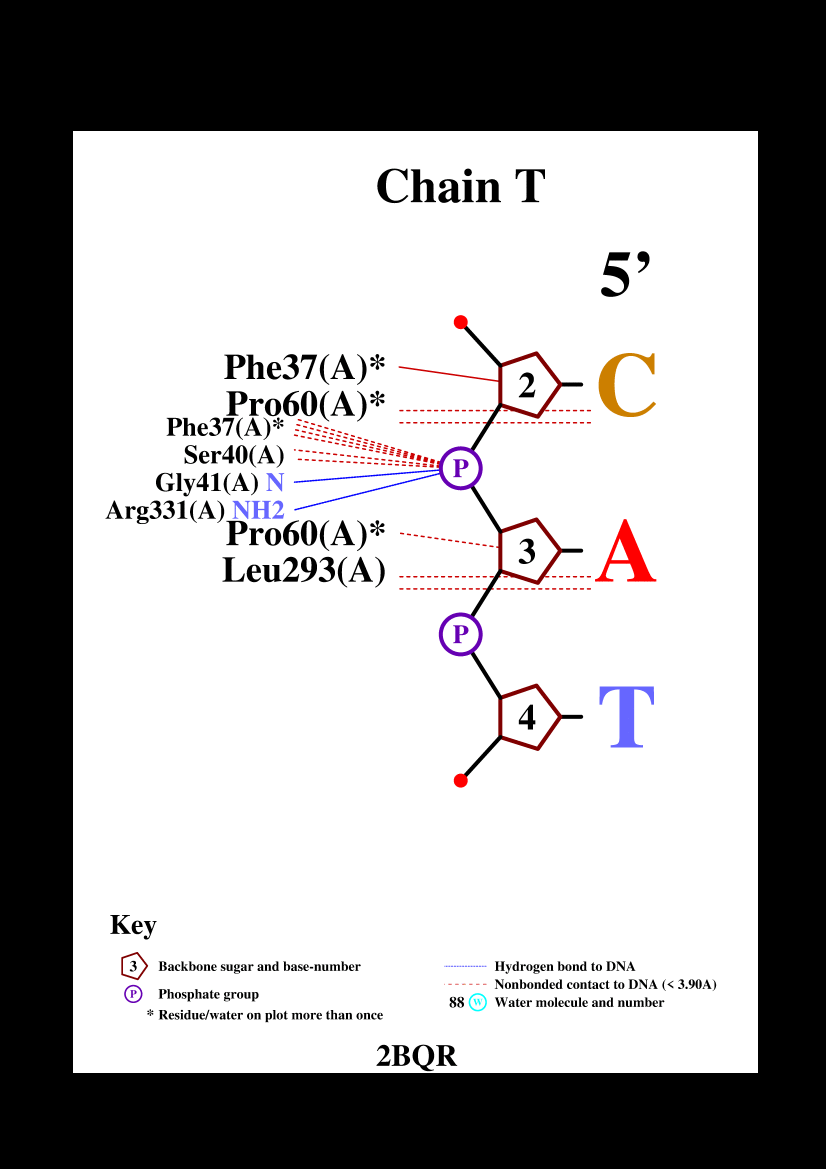 Chain T
5’
Phe37(A)*
2
C
Pro60(A)*
Phe37(A)*
Ser40(A)
P
Gly41(A) N
Arg331(A) NH2
Pro60(A)*
3
A
Leu293(A)
P
4
T
Key
3 Backbone sugar and base-number
P Phosphate group
* Residue/water on plot more than once
Hydrogen bond to DNA
Nonbonded contact to DNA (< 3.90A)
88 W Water molecule and number
2BQR